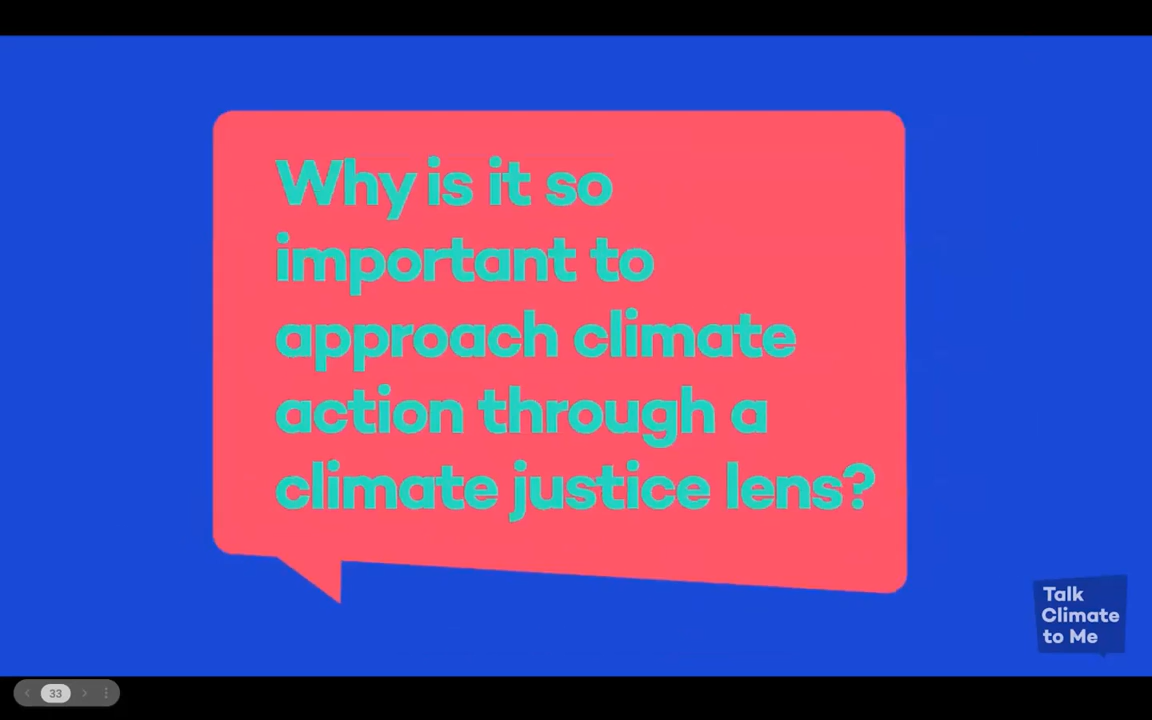 Why is it so
important to
approach climate
action through a
climate justice lens?
Talk
Climate
to Me
33